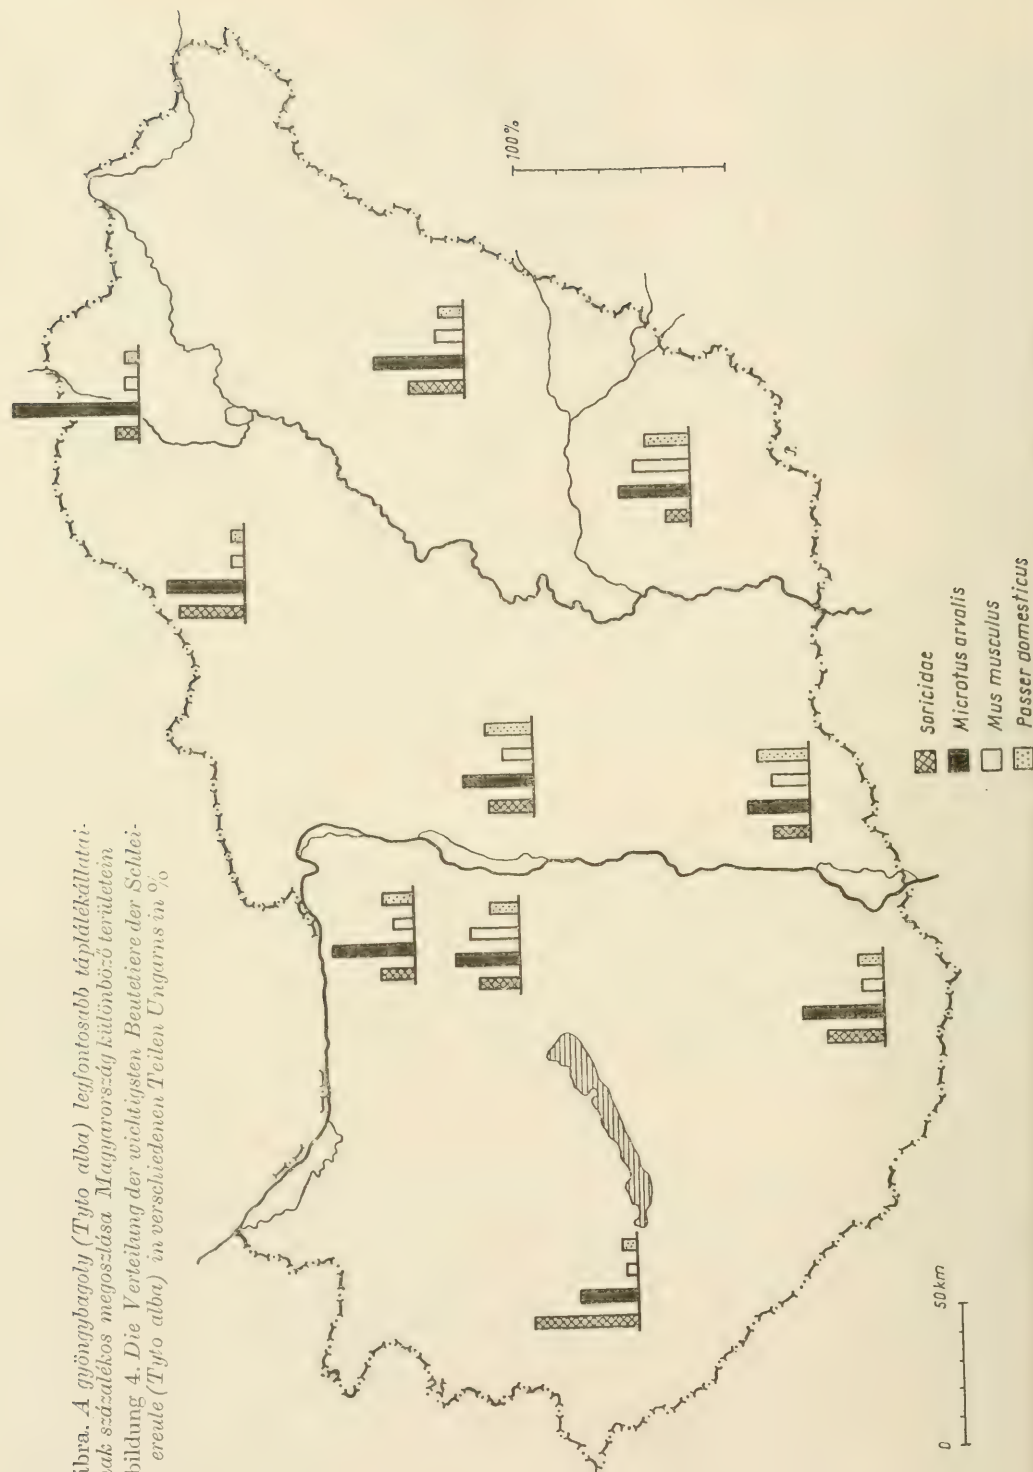 ábra. A gyöngybagoly (Tyto alba) legfontosabb táplálékállatai-
nak százalékos megoszlása Magyarország különböző területein
bildung 4. Die Verteilung der wichtigsten Beutetiere der Schlei-
ereule (Tyto alba) in verschiedenen Teilen Ungarns in %
100%
Soricidae
Microtus arvalis
Mus musculus
Passer domesticus
0 50 km